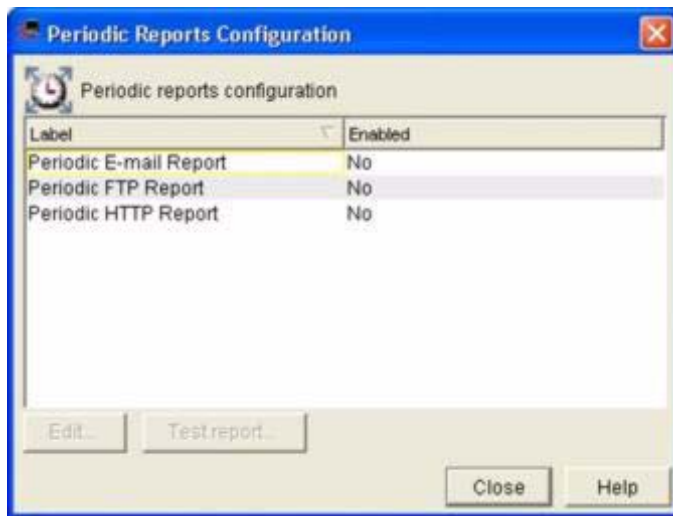 Periodic Reports Configuration
Periodic reports configuration
Label Enabled
Periodic E-mail Report No
Periodic FTP Report No
Periodic HTTP Report No
Edit... Test report...
Close Help